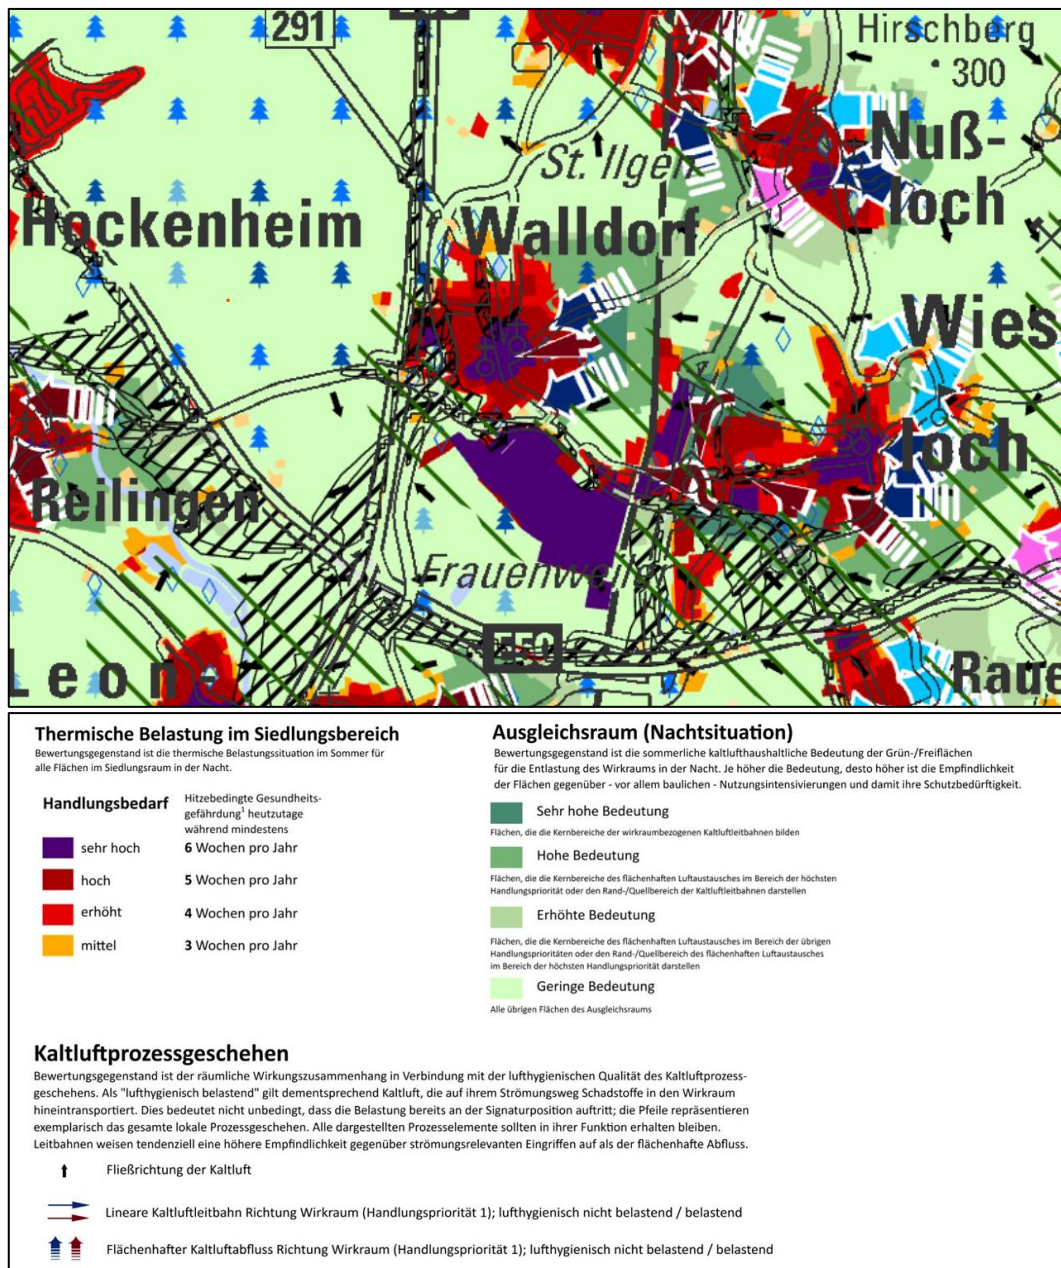 291
Hirschberg
300
Nuß-
loch
St. Ilgen
Hockenheim
Walldorf
Wies
loch
Reilingen
Frauenweiler
Leon-
Raue
Thermische Belastung im Siedlungsbereich
Bewertungsgegenstand ist die thermische Belastungssituation im Sommer für
alle Flächen im Siedlungsraum in der Nacht.
Handlungsbedarf
Hitzebedingte Gesundheits-
gefährdung¹ heutzutage
während mindestens
sehr hoch 6 Wochen pro Jahr
hoch 5 Wochen pro Jahr
erhöht 4 Wochen pro Jahr
mittel 3 Wochen pro Jahr
Ausgleichsraum (Nachtsituation)
Bewertungsgegenstand ist die sommerliche kaltlufthaushaltliche Bedeutung der Grün-/Freiflächen
für die Entlastung des Wirkraums in der Nacht. Je höher die Bedeutung, desto höher ist die Empfindlichkeit
der Flächen gegenüber - vor allem baulichen - Nutzungsintensivierungen und damit ihre Schutzbedürftigkeit.
Sehr hohe Bedeutung
Flächen, die die Kernbereiche der wirkraumbezogenen Kaltluftleitbahnen bilden
Hohe Bedeutung
Flächen, die die Kernbereiche des flächenhaften Luftaustausches im Bereich der höchsten
Handlungspriorität oder den Rand-/Quellbereich der Kaltluftleitbahnen darstellen
Erhöhte Bedeutung
Flächen, die die Kernbereiche des flächenhaften Luftaustausches im Bereich der übrigen
Handlungsprioritäten oder den Rand-/Quellbereich des flächenhaften Luftaustausches
im Bereich der höchsten Handlungspriorität darstellen
Geringe Bedeutung
Alle übrigen Flächen des Ausgleichsraums
Kaltluftprozessgeschehen
Bewertungsgegenstand ist der räumliche Wirkungszusammenhang in Verbindung mit der lufthygienischen Qualität des Kaltluftprozess-
geschehens. Als "lufthygienisch belastend" gilt dementsprechend Kaltluft, die auf ihrem Strömungsweg Schadstoffe in den Wirkraum
hineintransportiert. Dies bedeutet nicht unbedingt, dass die Belastung bereits an der Signaturposition auftritt; die Pfeile repräsentieren
exemplarisch das gesamte lokale Prozessgeschehen. Alle dargestellten Prozesselemente sollten in ihrer Funktion erhalten bleiben.
Leitbahnen weisen tendenziell eine höhere Empfindlichkeit gegenüber strömungsrelevanten Eingriffen auf als der flächenhafte Abfluss.
Fließrichtung der Kaltluft
Lineare Kaltluftleitbahn Richtung Wirkraum (Handlungspriorität 1); lufthygienisch nicht belastend / belastend
Flächenhafter Kaltluftabfluss Richtung Wirkraum (Handlungspriorität 1); lufthygienisch nicht belastend / belastend